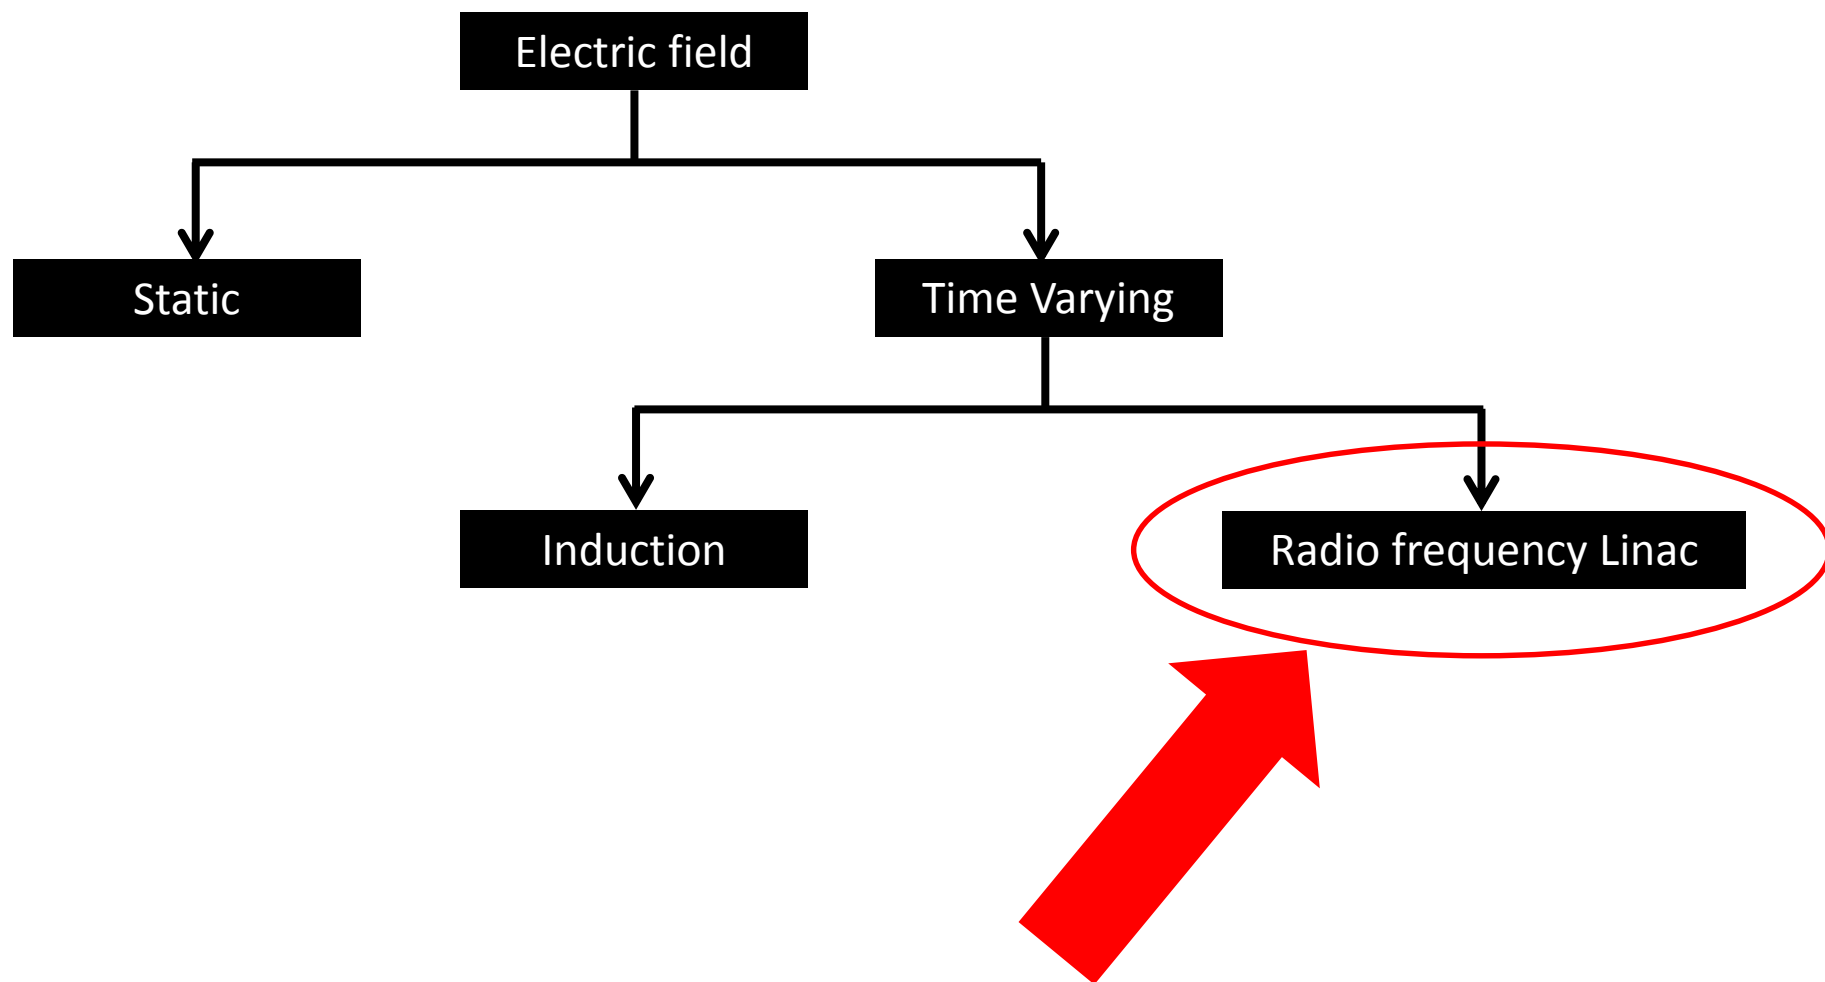 Electric field
Static
Time Varying
Induction
Radio frequency Linac